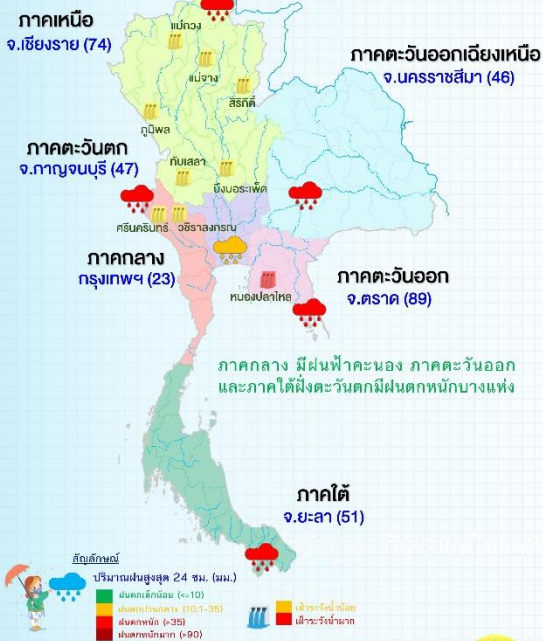 ภาคเหนือ
จ.เชียงราย (74)
แม่กวง
แม่จาง
สิริกิติ์
ภูมิพล
ภาคตะวันออกเฉียงเหนือ
จ.นครราชสีมา (46)
ภาคตะวันตก
จ.กาญจนบุรี (47)
ทับเสลา
บึงบอระเพ็ด
ศรีนครินทร์
วชิราลงกรณ
ภาคกลาง
กรุงเทพฯ (23)
หนองปลาไหล
ภาคตะวันออก
จ.ตราด (89)
ภาคกลาง มีฝนฟ้าคะนอง ภาคตะวันออก
และภาคใต้ฝั่งตะวันตกมีฝนตกหนักบางแห่ง
ภาคใต้
จ.ยะลา (51)
สัญลักษณ์
ปริมาณฝนสูงสุด 24 ชม. (มม.)
ฝนตกเล็กน้อย (<=10)
ฝนตกปานกลาง (10.1-35)
ฝนตกหนัก (>35)
ฝนตกหนักมาก (>90)
เฝ้าระวังน้ำน้อย
เฝ้าระวังน้ำมาก